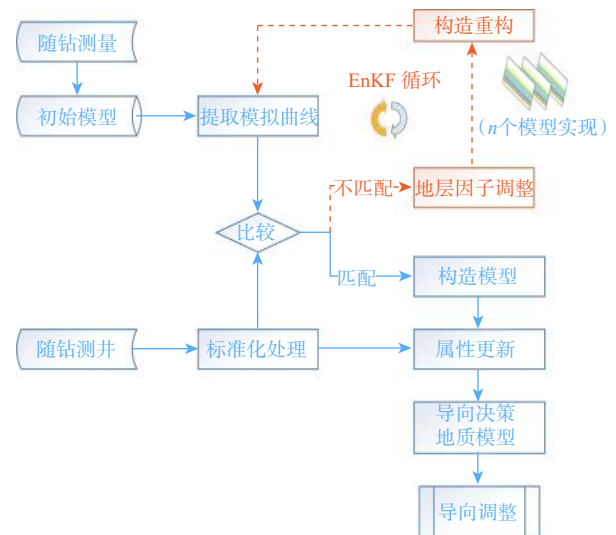 随钻测量
构造重构
EnKF 循环
初始模型
提取模拟曲线
（n个模型实现）
不匹配
地层因子调整
比较
匹配
构造模型
随钻测井
标准化处理
属性更新
导向决策
地质模型
导向调整